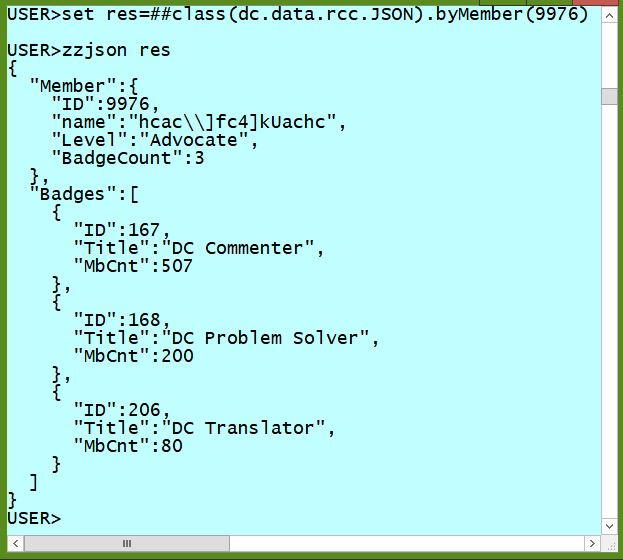 USER>set res=##class(dc.data.rcc.JSON).byMember(9976)
USER>zzjson res
{
"Member":{
"ID":9976,
"name":"hcac\\]fc4]kUachc",
"Level":"Advocate",
"BadgeCount":3
},
"Badges":[
{
"ID":167,
"Title":"DC Commenter",
"MbCnt":507
},
{
"ID":168,
"Title":"DC Problem Solver",
"MbCnt":200
},
{
"ID":206,
"Title":"DC Translator",
"MbCnt":80
}
]
}
USER>